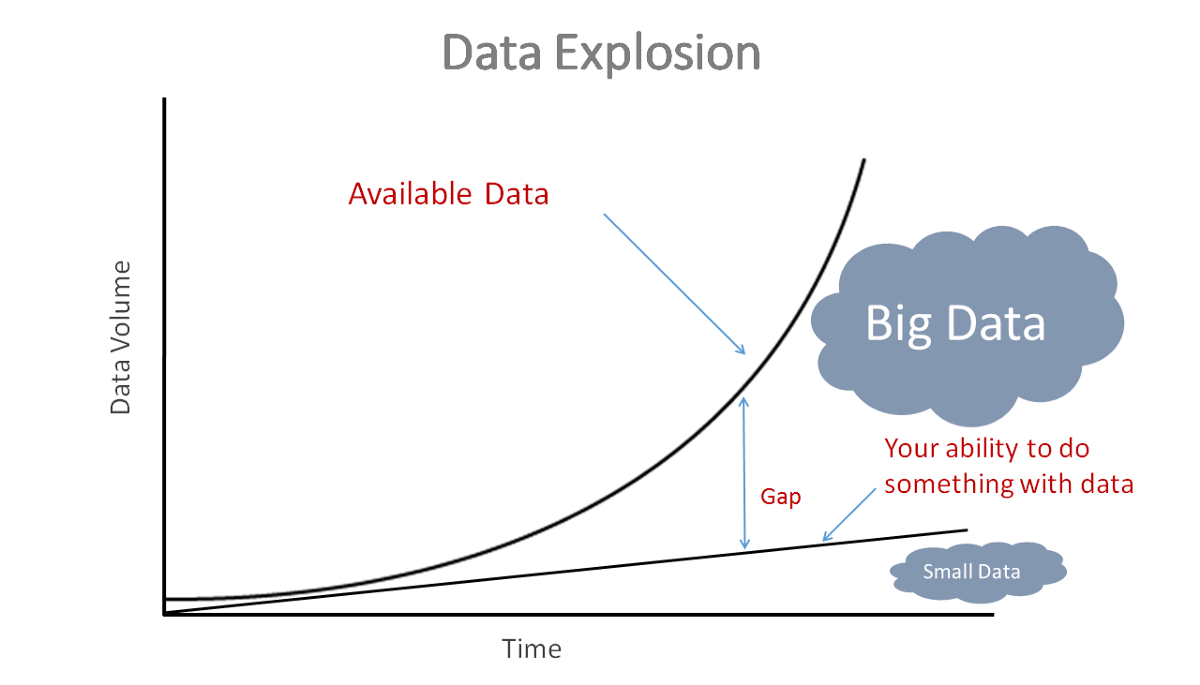 Data Explosion
Available Data
Data Volume
Big Data
Your ability to do
something with data
Gap
Small Data
Time